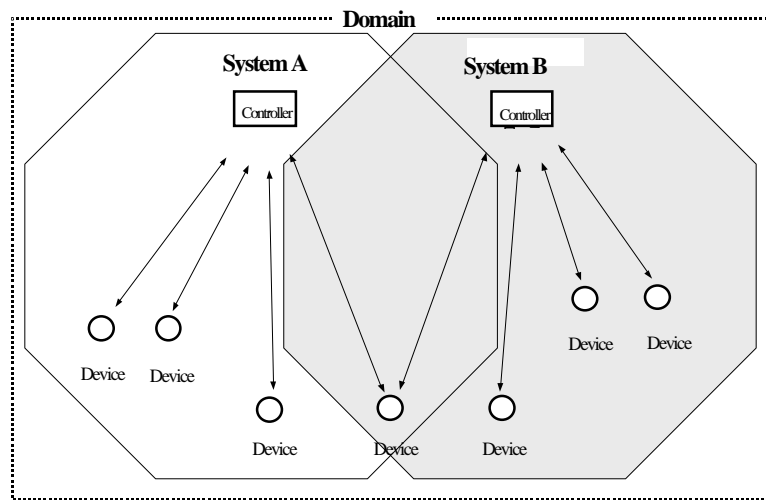 Domain
System A
System B
Controller
Controller
Device
Device
Device
Device
Device
Device
Device